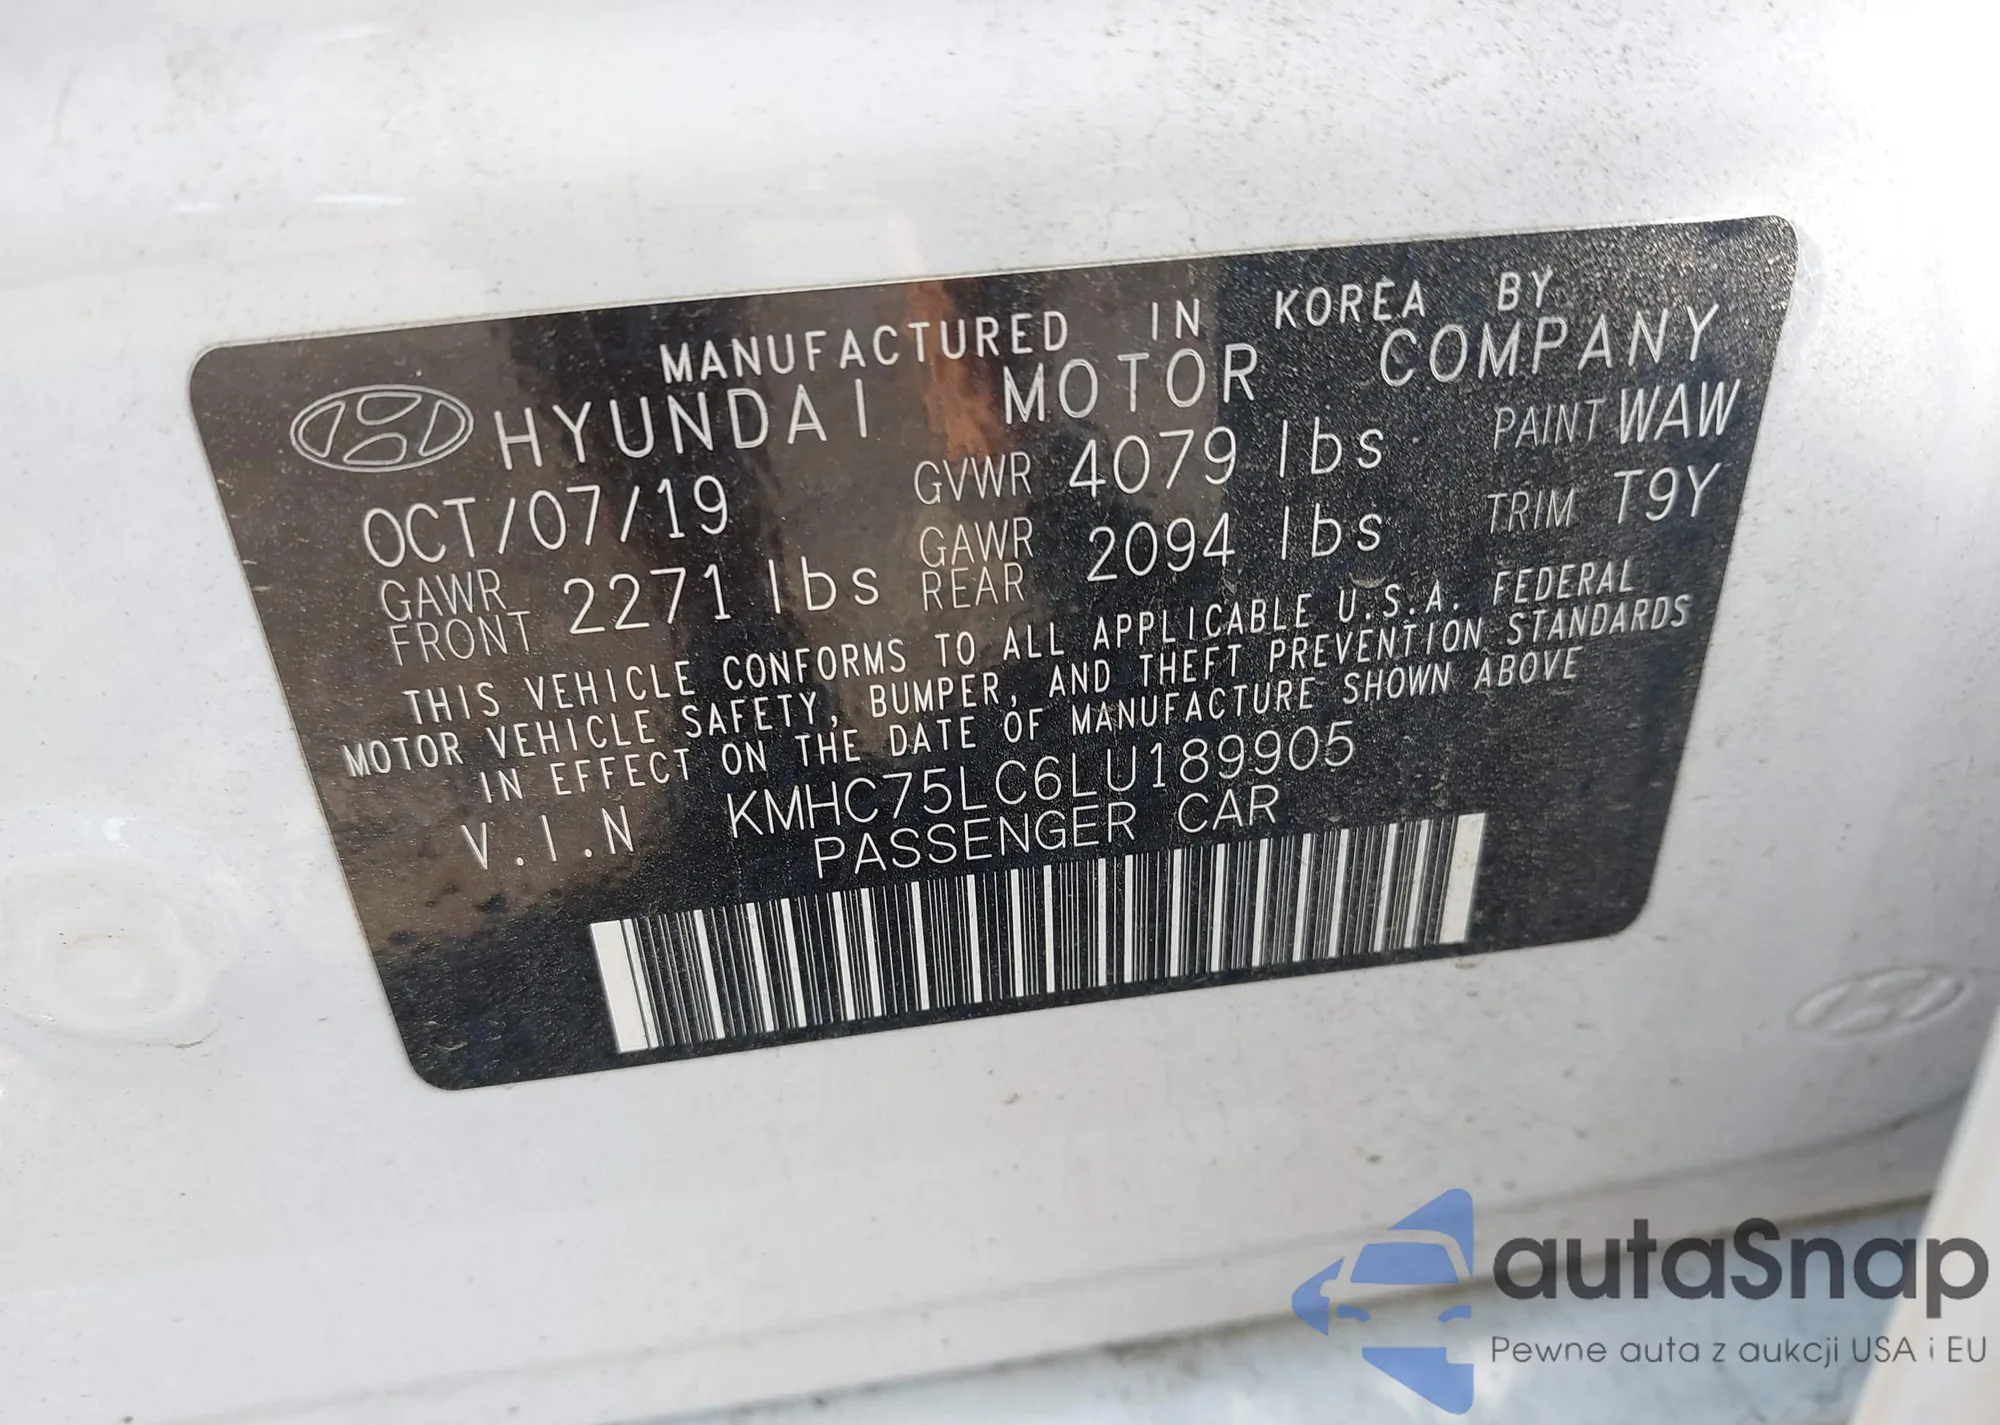 MANUFACTURED IN KOREA BY
HYUNDAI MOTOR COMPANY
OCT/07/19 GVWR 4079 lbs PAINT WAW
GAWR FRONT 2271 lbs GAWR REAR 2094 lbs TRIM T9Y
THIS VEHICLE CONFORMS TO ALL APPLICABLE U.S.A. FEDERAL
MOTOR VEHICLE SAFETY, BUMPER, AND THEFT PREVENTION STANDARDS
IN EFFECT ON THE DATE OF MANUFACTURE SHOWN ABOVE
V.I.N KMHC75LC6LU189905
PASSENGER CAR
autaSnap
Pewne auta z aukcji USA i EU